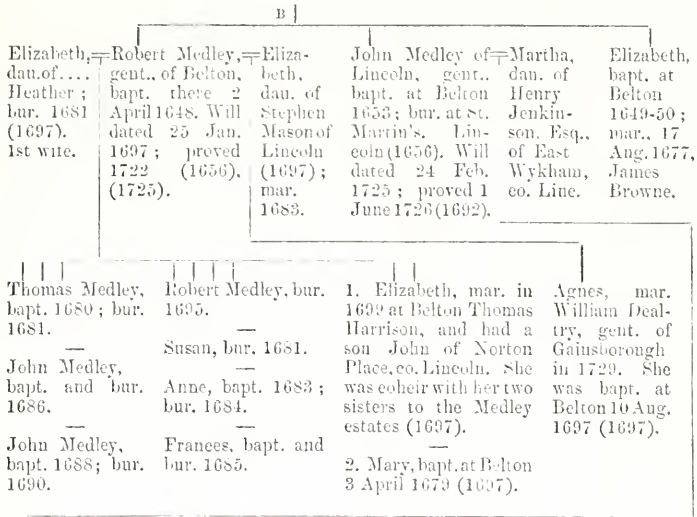 B
Elizabeth,
dau. of....
Heather ;
bur. 1681
(1697).
1st wife.
Robert Medley,
gent., of Belton,
bapt. there 2
April 1648. Will
dated 25 Jan.
1697 ; proved
1722 (1656),
(1725).
Eliza-
beth,
dau. of
Stephen
Mason of
Lincoln
(1697) ;
mar.
1683.
John Medley of
Lincoln, gent.,
bapt. at Belton
1653 ; bur. at St.
Martin's, Lin-
coln (1656). Will
dated 24 Feb.
1725 ; proved 1
June 1726 (1692).
Martha,
dau. of
Henry
Jenkin-
son, Esq.,
of East
Wykham,
co. Linc.
Elizabeth,
bapt. at
Belton
1649-50 ;
mar., 17
Aug. 1677,
James
Browne.
Thomas Medley,
bapt. 1680 ; bur.
1681.
—
John Medley,
bapt. and bur.
1686.
—
John Medley,
bapt. 1688; bur.
1690.
Robert Medley, bur.
1695.
—
Susan, bur. 1681.
—
Anne, bapt. 1683 ;
bur. 1684.
—
Frances, bapt. and
bur. 1685.
1. Elizabeth, mar. in
1699 at Belton Thomas
Harrison, and had a
son John of Norton
Place, co. Lincoln. She
was coheir with her two
sisters to the Medley
estates (1697).
—
2. Mary, bapt. at Belton
3 April 1679 (1697).
Agnes, mar.
William Deal-
try, gent. of
Gainsborough
in 1729. She
was bapt. at
Belton 10 Aug.
1697 (1697).